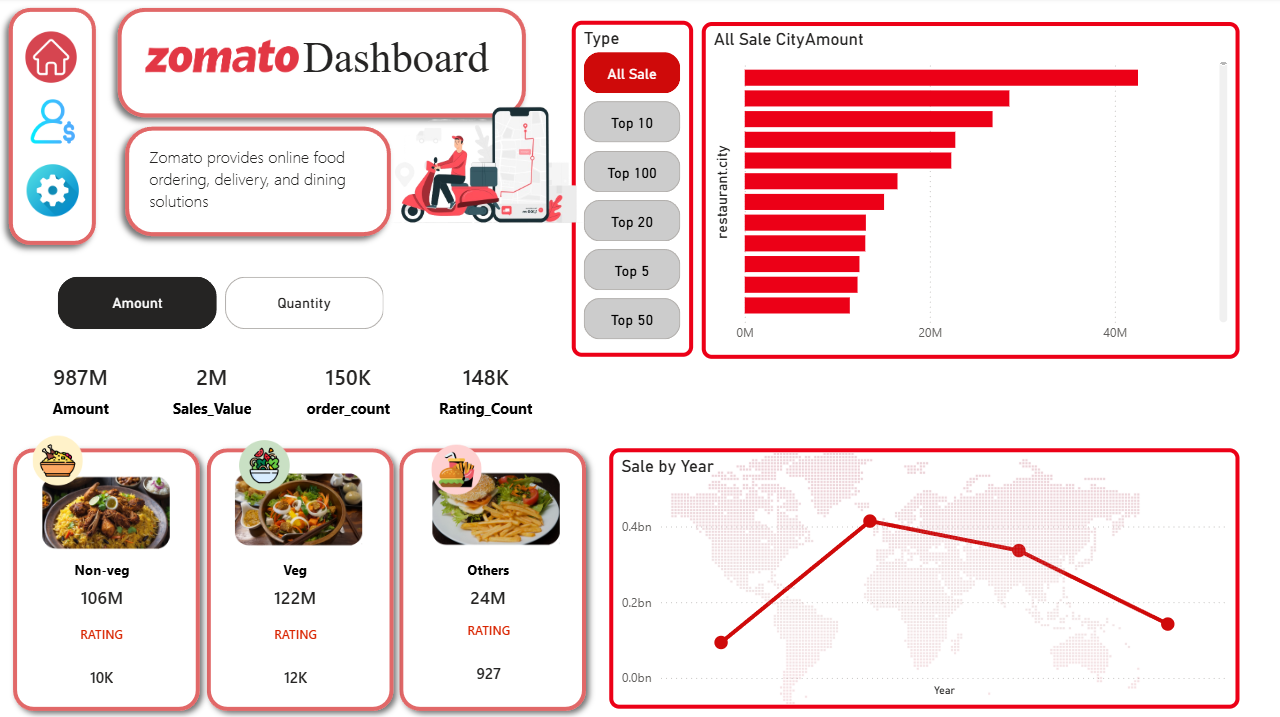 zomato Dashboard
Zomato provides online food
ordering, delivery, and dining
solutions
Type
All Sale
Top 10
Top 100
Top 20
Top 5
Top 50
All Sale CityAmount
restaurant.city
0M 20M 40M
Amount Quantity
987M 2M 150K 148K
Amount Sales_Value order_count Rating_Count
Non-veg
106M
RATING
10K
Veg
122M
RATING
12K
Others
24M
RATING
927
Sale by Year
0.4bn
0.2bn
0.0bn
Year